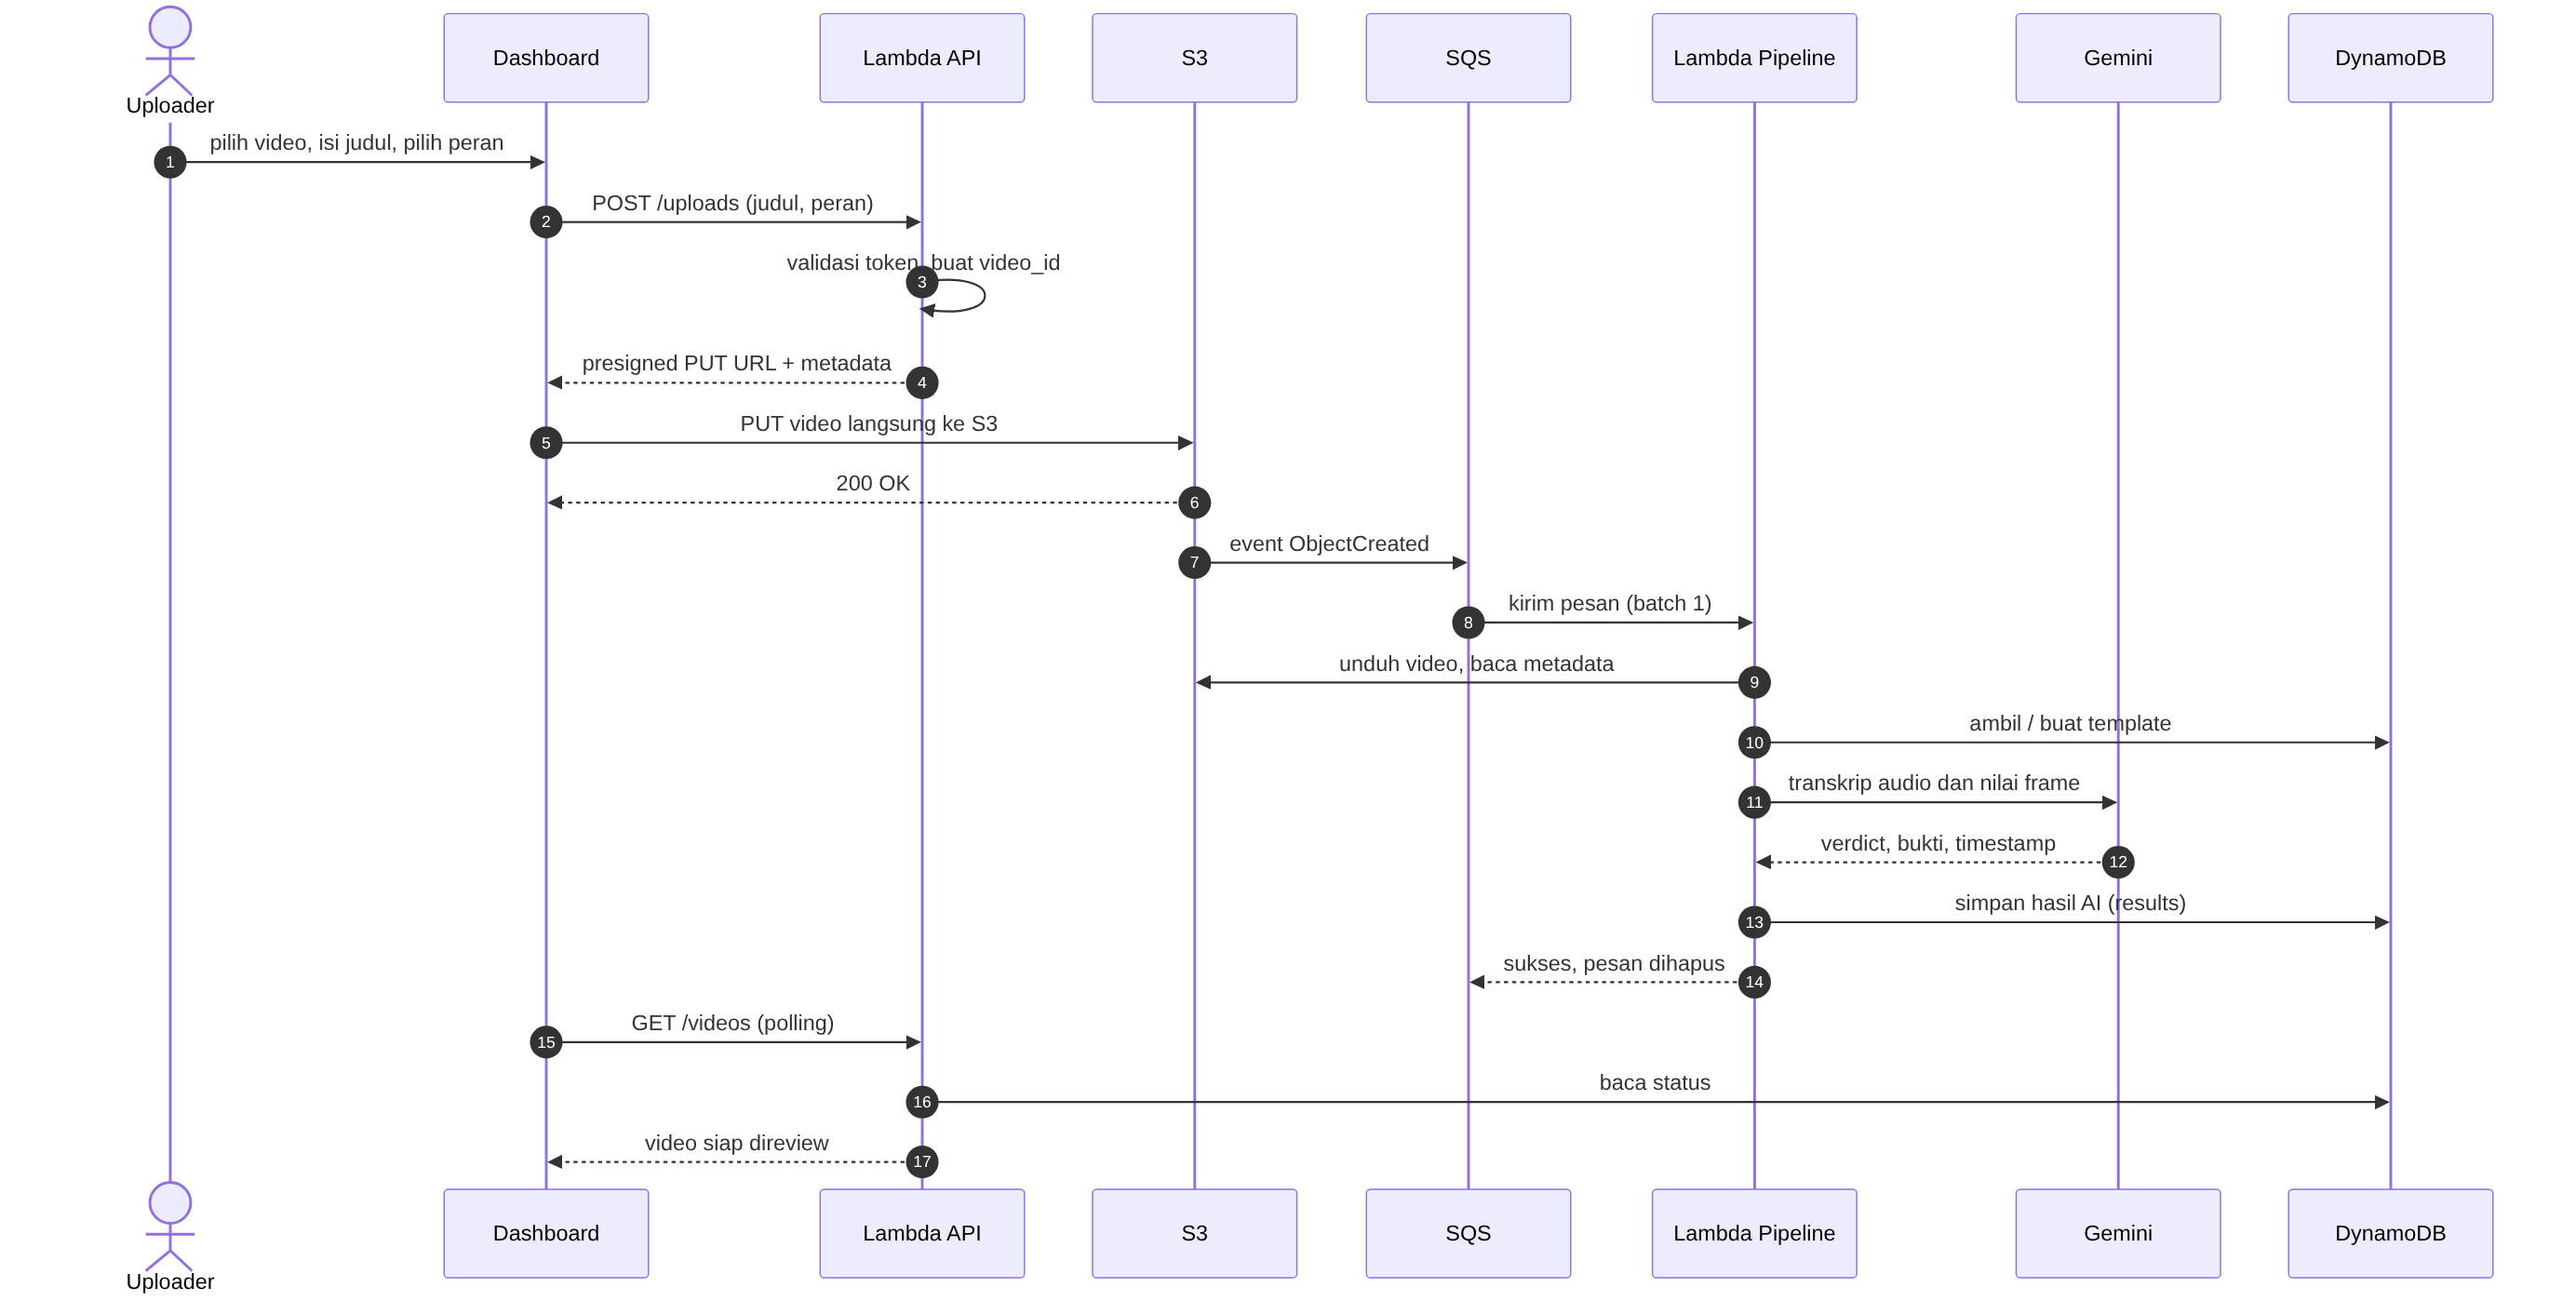 Uploader
Dashboard
Lambda API
S3
SQS
Lambda Pipeline
Gemini
DynamoDB
1 pilih video, isi judul, pilih peran
2 POST /uploads (judul, peran)
validasi token, buat video_id
3
presigned PUT URL + metadata 4
5 PUT video langsung ke S3
200 OK 6
7 event ObjectCreated
8 kirim pesan (batch 1)
unduh video, baca metadata 9
10 ambil / buat template
11 transkrip audio dan nilai frame
verdict, bukti, timestamp 12
13 simpan hasil AI (results)
sukses, pesan dihapus 14
15 GET /videos (polling)
16 baca status
video siap direview 17
Uploader
Dashboard
Lambda API
S3
SQS
Lambda Pipeline
Gemini
DynamoDB